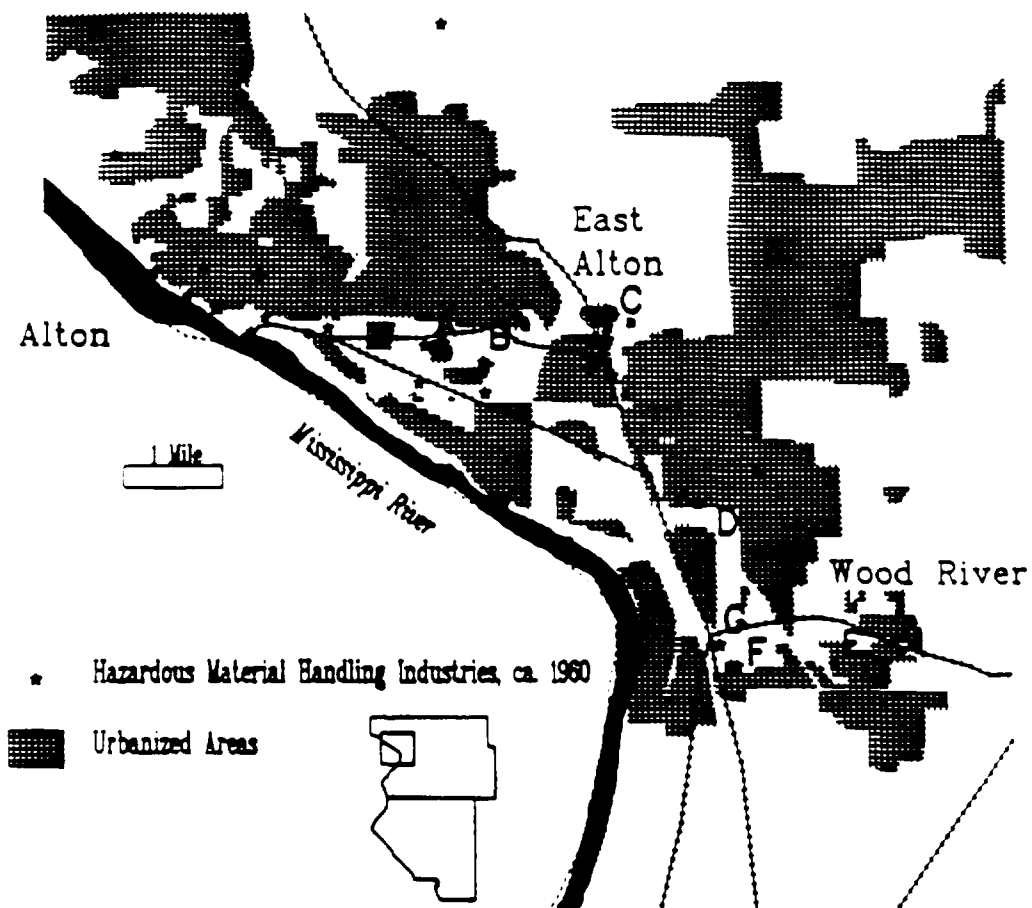 East
Alton
C
Alton
B
1 Mile
Mississippi River
D
Wood River
G
F
Hazardous Material Handling Industries, ca. 1960
Urbanized Areas